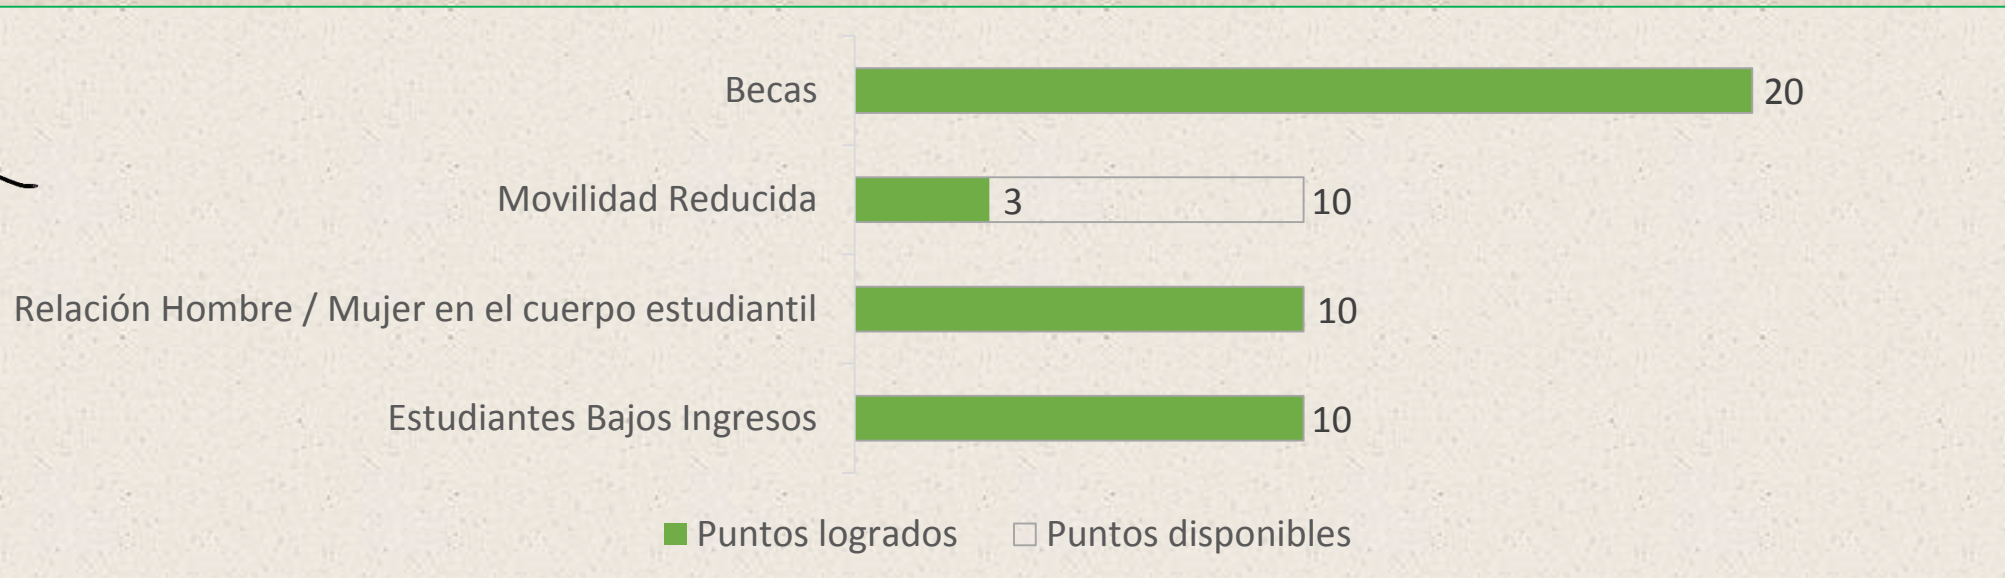 Becas 20
Movilidad Reducida 3 10
Relación Hombre / Mujer en el cuerpo estudiantil 10
Estudiantes Bajos Ingresos 10
Puntos logrados Puntos disponibles